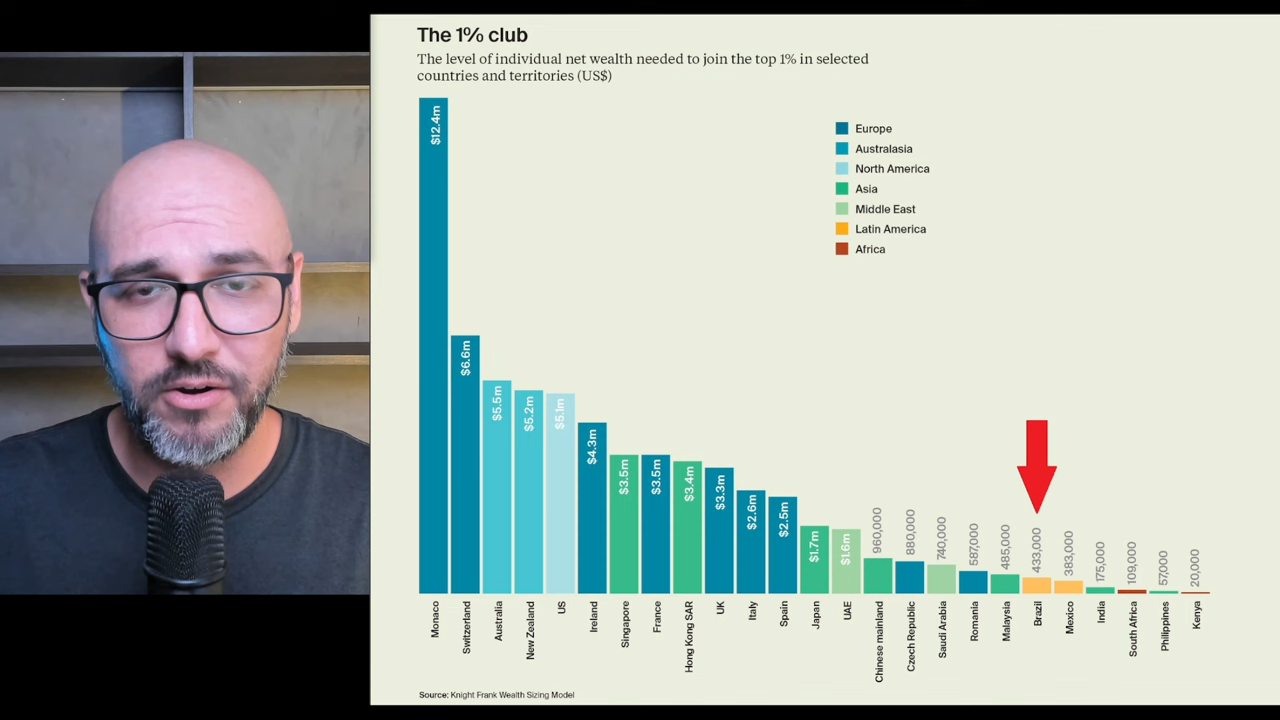 The 1% club
The level of individual net wealth needed to join the top 1% in selected
countries and territories (US$)
Europe
Australasia
North America
Asia
Middle East
Latin America
Africa
$12.4m
$6.6m
$5.5m
$5.2m
$5.1m
$4.3m
$3.5m
$3.5m
$3.4m
$3.3m
$2.6m
$2.5m
$1.7m
$1.6m
960,000
880,000
740,000
587,000
485,000
433,000
383,000
175,000
109,000
57,000
20,000
Monaco
Switzerland
Australia
New Zealand
US
Ireland
Singapore
France
Hong Kong SAR
UK
Italy
Spain
Japan
UAE
Chinese mainland
Czech Republic
Saudi Arabia
Romania
Malaysia
Brazil
Mexico
India
South Africa
Philippines
Kenya
Source: Knight Frank Wealth Sizing Model